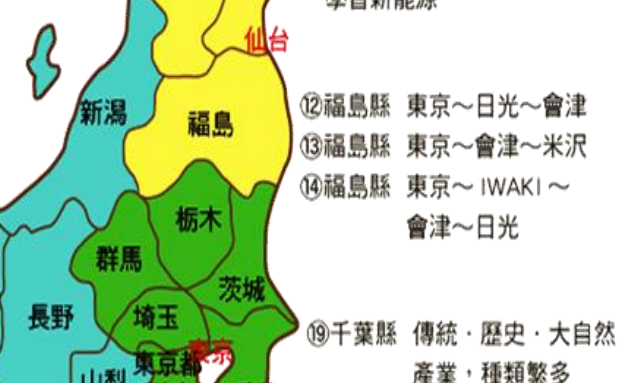 學習新能源
仙台
新潟
福島
⑫福島縣 東京～日光～會津
⑬福島縣 東京～會津～米沢
⑭福島縣 東京～IWAKI～
會津～日光
栃木
群馬
茨城
長野
埼玉
東京都
東京
山梨
⑲千葉縣 傳統・歷史・大自然
產業，種類繁多